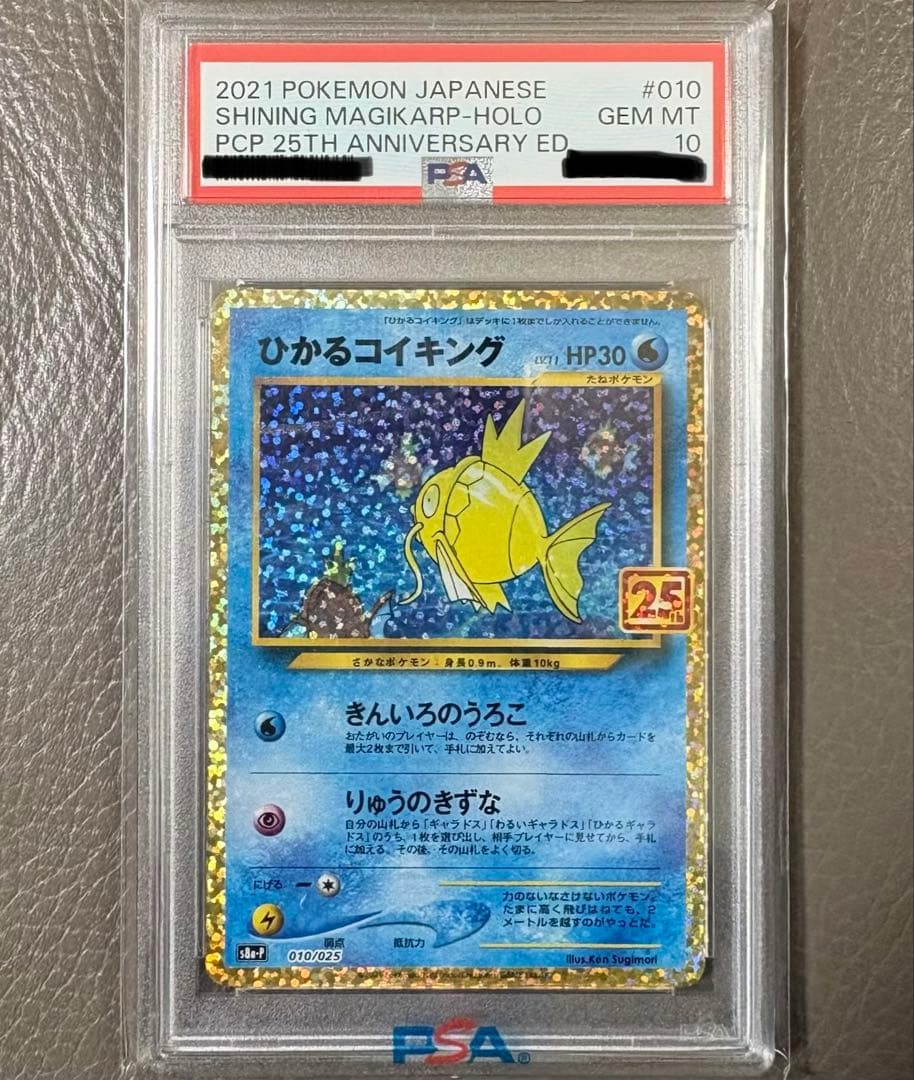 2021 POKEMON JAPANESE #010
SHINING MAGIKARP-HOLO GEM MT
PCP 25TH ANNIVERSARY ED 10
PSA
「ひかるコイキング」はデッキに1枚までしか入れることができません。
ひかるコイキング LV.11 HP30
たねポケモン
25
さかなポケモン 身長0.9m、体重10kg
きんいろのうろこ
おたがいのプレイヤーは、のぞむなら、それぞれの山札からカードを
最大2枚まで引いて、手札に加えてよい。
りゅうのきずな
自分の山札から「ギャラドス」「わるいギャラドス」「ひかるギャラ
ドス」のうち、1枚を選び出し、相手プレイヤーに見せてから、手札
に加える。その後、その山札をよく切る。
にげる
力のないなさけないポケモン。
たまに高く飛びはねても、2
メートルを越すのがやっとだ。
弱点 抵抗力
s8a-P 010/025
Illus.Ken Sugimori
PSA®